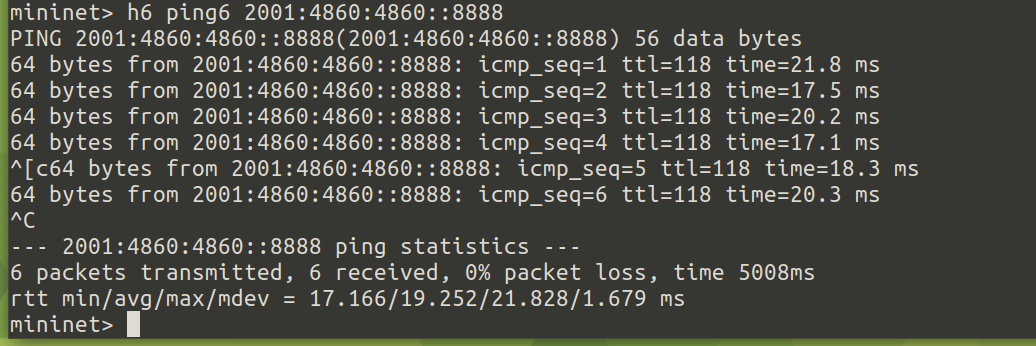 mininet> h6 ping6 2001:4860:4860::8888
PING 2001:4860:4860::8888(2001:4860:4860::8888) 56 data bytes
64 bytes from 2001:4860:4860::8888: icmp_seq=1 ttl=118 time=21.8 ms
64 bytes from 2001:4860:4860::8888: icmp_seq=2 ttl=118 time=17.5 ms
64 bytes from 2001:4860:4860::8888: icmp_seq=3 ttl=118 time=20.2 ms
64 bytes from 2001:4860:4860::8888: icmp_seq=4 ttl=118 time=17.1 ms
^[c64 bytes from 2001:4860:4860::8888: icmp_seq=5 ttl=118 time=18.3 ms
64 bytes from 2001:4860:4860::8888: icmp_seq=6 ttl=118 time=20.3 ms
^C
--- 2001:4860:4860::8888 ping statistics ---
6 packets transmitted, 6 received, 0% packet loss, time 5008ms
rtt min/avg/max/mdev = 17.166/19.252/21.828/1.679 ms
mininet>